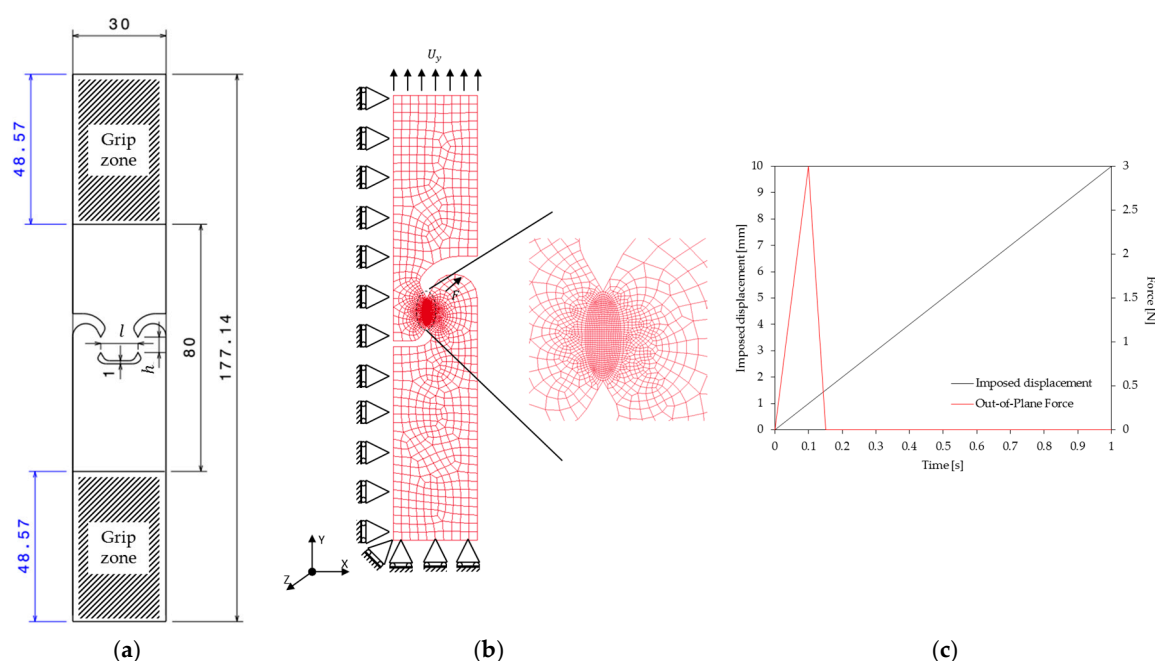 30
48.57
Grip
zone
l
1
h
80
177.14
48.57
Grip
zone
(a)
U_y
F
Y
X
Z
(b)
10
9
8
7
6
5
4
3
2
1
0
Imposed displacement [mm]
3
2.5
2
1.5
1
0.5
0
Force [N]
Imposed displacement
Out-of-Plane Force
0 0.1 0.2 0.3 0.4 0.5 0.6 0.7 0.8 0.9 1
Time [s]
(c)